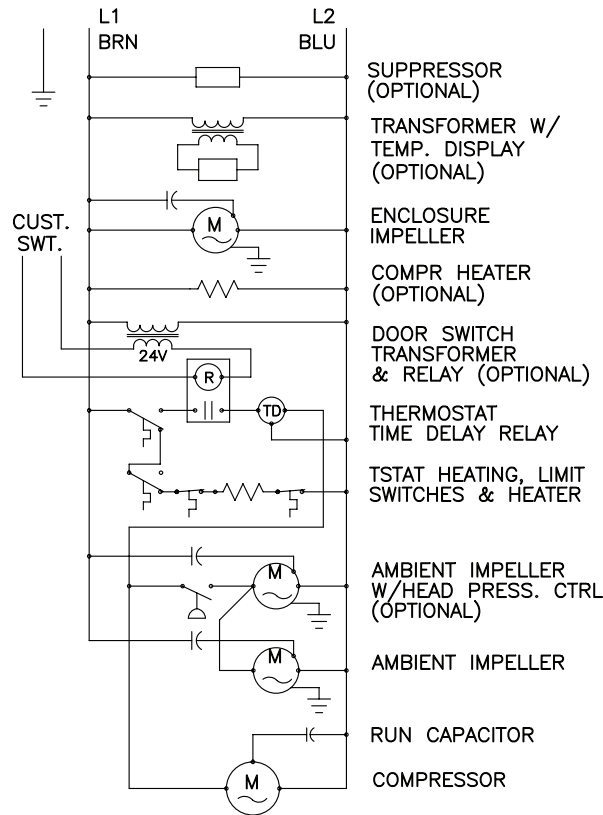 L1
L2
BRN
BLU
SUPPRESSOR
(OPTIONAL)
TRANSFORMER W/
TEMP. DISPLAY
(OPTIONAL)
CUST.
SWT.
M
ENCLOSURE
IMPELLER
COMPR HEATER
(OPTIONAL)
24V
R
DOOR SWITCH
TRANSFORMER
& RELAY (OPTIONAL)
TD
THERMOSTAT
TIME DELAY RELAY
TSTAT HEATING, LIMIT
SWITCHES & HEATER
M
AMBIENT IMPELLER
W/HEAD PRESS. CTRL
(OPTIONAL)
M
AMBIENT IMPELLER
RUN CAPACITOR
M
COMPRESSOR